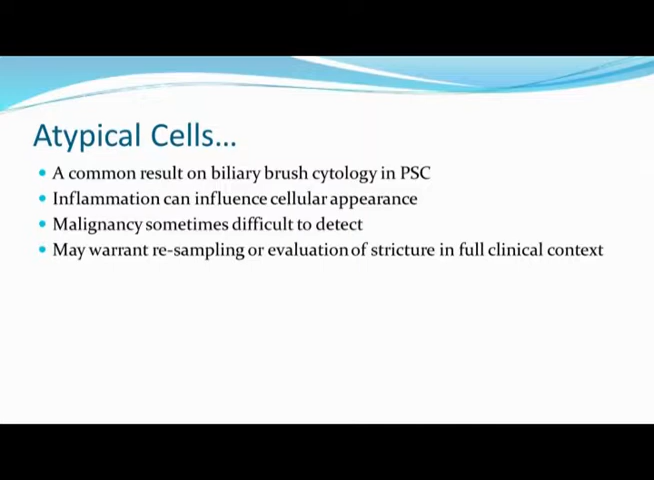 Atypical Cells...
• A common result on biliary brush cytology in PSC
• Inflammation can influence cellular appearance
• Malignancy sometimes difficult to detect
• May warrant re-sampling or evaluation of stricture in full clinical context